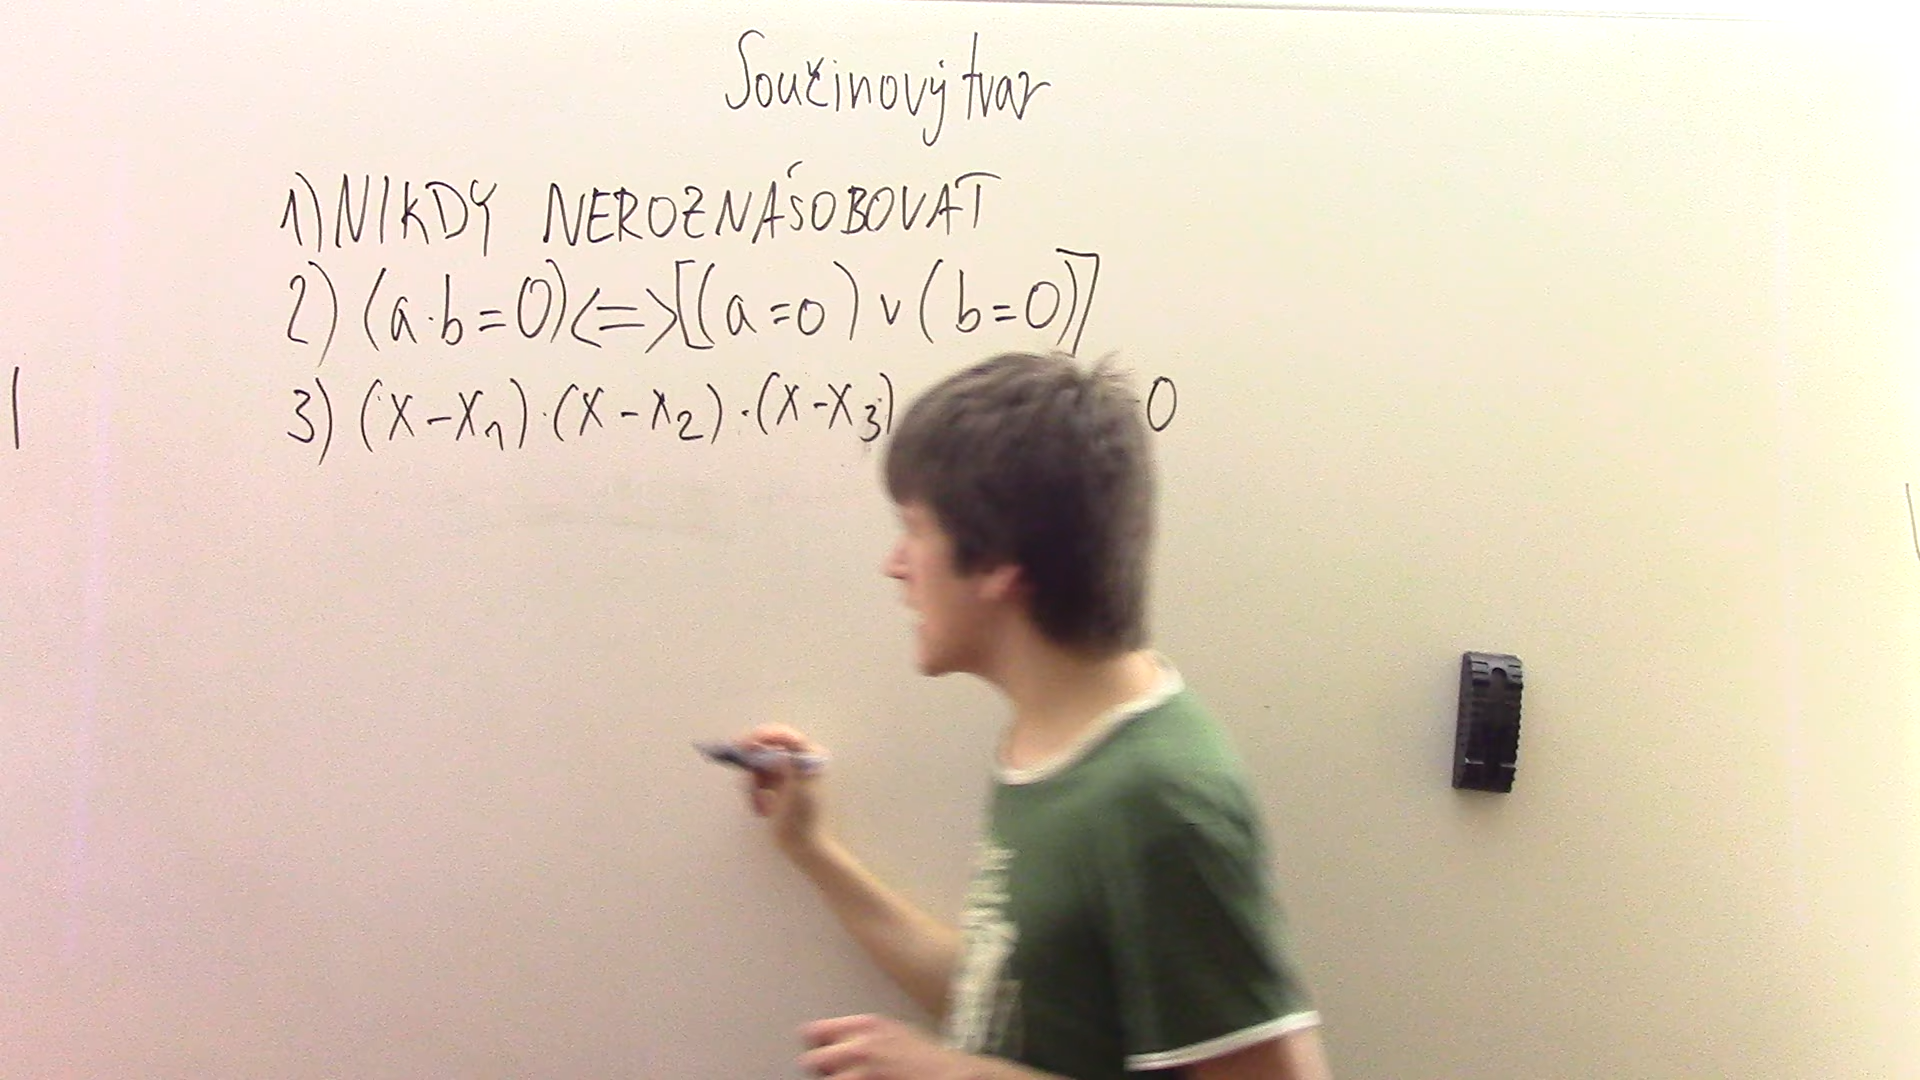 Součinový tvar
1) NIKDY NEROZNÁSOBOVAT
2) (a·b=0)<=>[(a=0)v(b=0)]
3) (x-x₁)·(x-x₂)·(x-x₃) 0